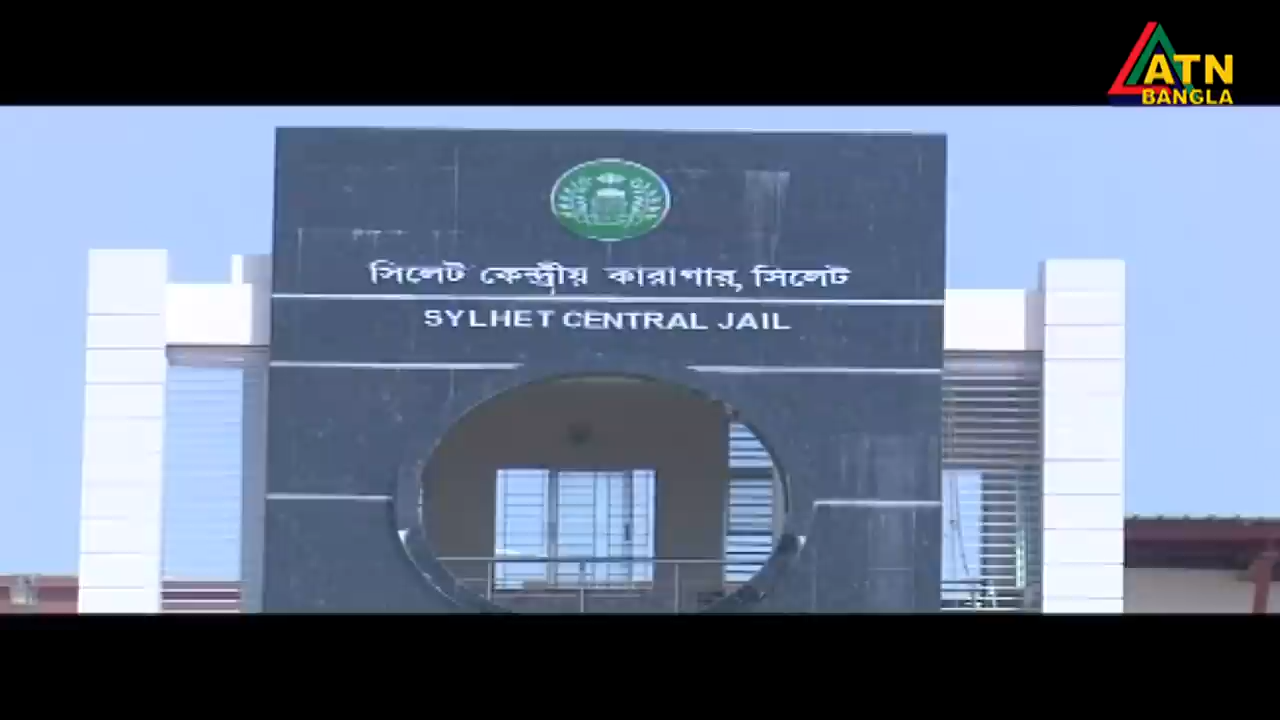 ATN
BANGLA
সিলেট কেন্দ্রীয় কারাগার, সিলেট
SYLHET CENTRAL JAIL